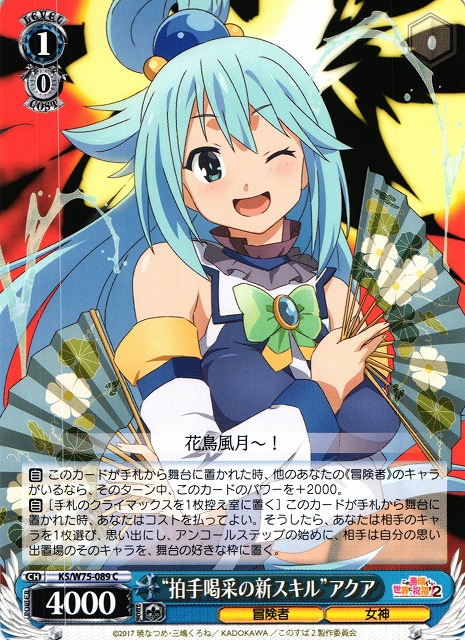 LEVEL
1
0
COST
花鳥風月〜！
自 このカードが手札から舞台に置かれた時、他のあなたの《冒険者》のキャラ
がいるなら、そのターン中、このカードのパワーを＋2000。
自 ［手札のクライマックスを1枚控え室に置く］ このカードが手札から舞台
に置かれた時、あなたはコストを払ってよい。そうしたら、あなたは相手のキャ
ラを1枚選び、思い出にし、アンコールステップの始めに、相手は自分の思い
出置場のそのキャラを、舞台の好きな枠に置く。
CH KS/W75-089 C
4000
“拍手喝采の新スキル”アクア
冒険者 女神
この素晴らしい世界に祝福を！2
©2017 暁なつめ・三嶋くろね／KADOKAWA／このすば2製作委員会